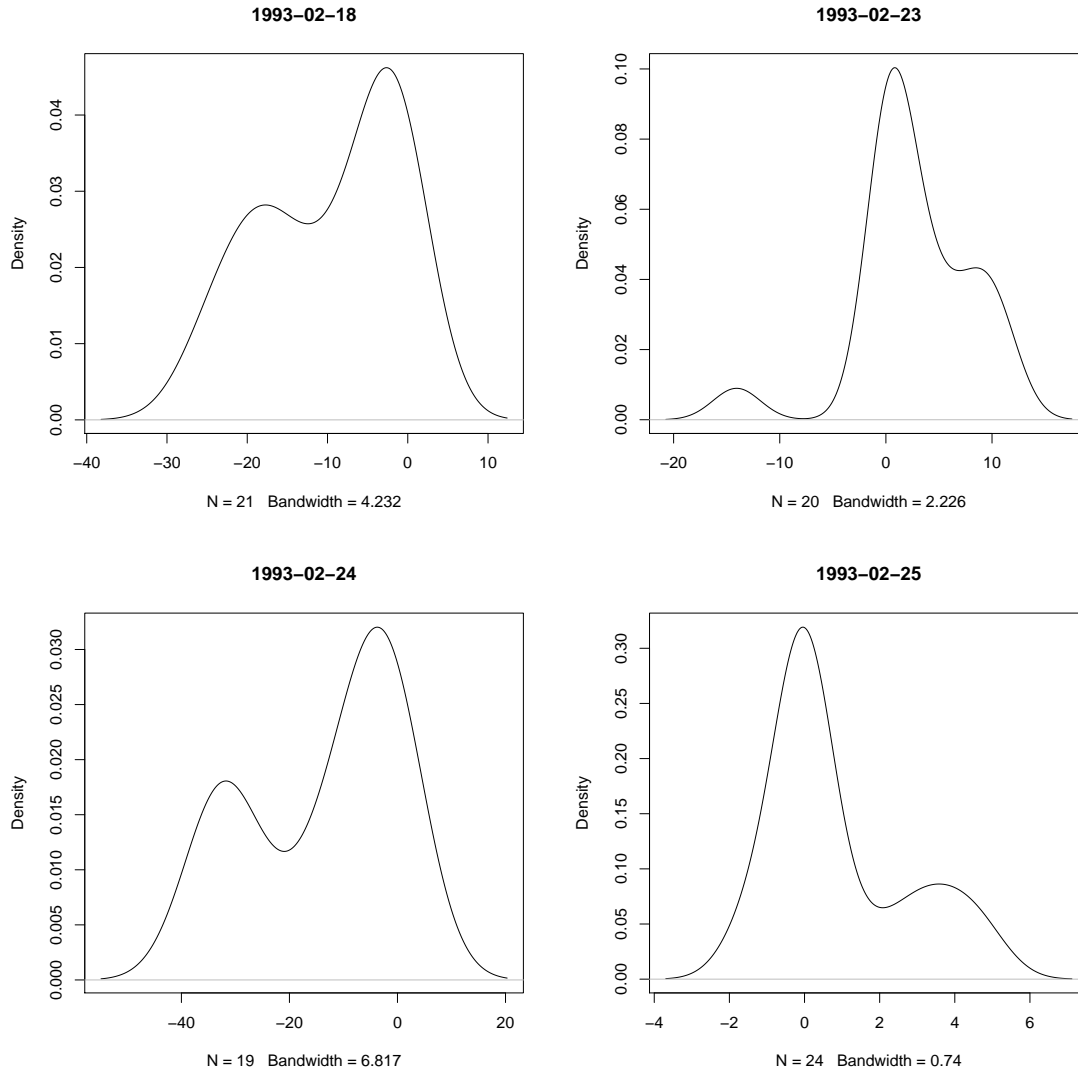 1993−02−18
Density
0.00 0.01 0.02 0.03 0.04
−40 −30 −20 −10 0 10
N = 21 Bandwidth = 4.232
1993−02−23
Density
0.00 0.02 0.04 0.06 0.08 0.10
−20 −10 0 10
N = 20 Bandwidth = 2.226
1993−02−24
Density
0.000 0.005 0.010 0.015 0.020 0.025 0.030
−40 −20 0 20
N = 19 Bandwidth = 6.817
1993−02−25
Density
0.00 0.05 0.10 0.15 0.20 0.25 0.30
−4 −2 0 2 4 6
N = 24 Bandwidth = 0.74